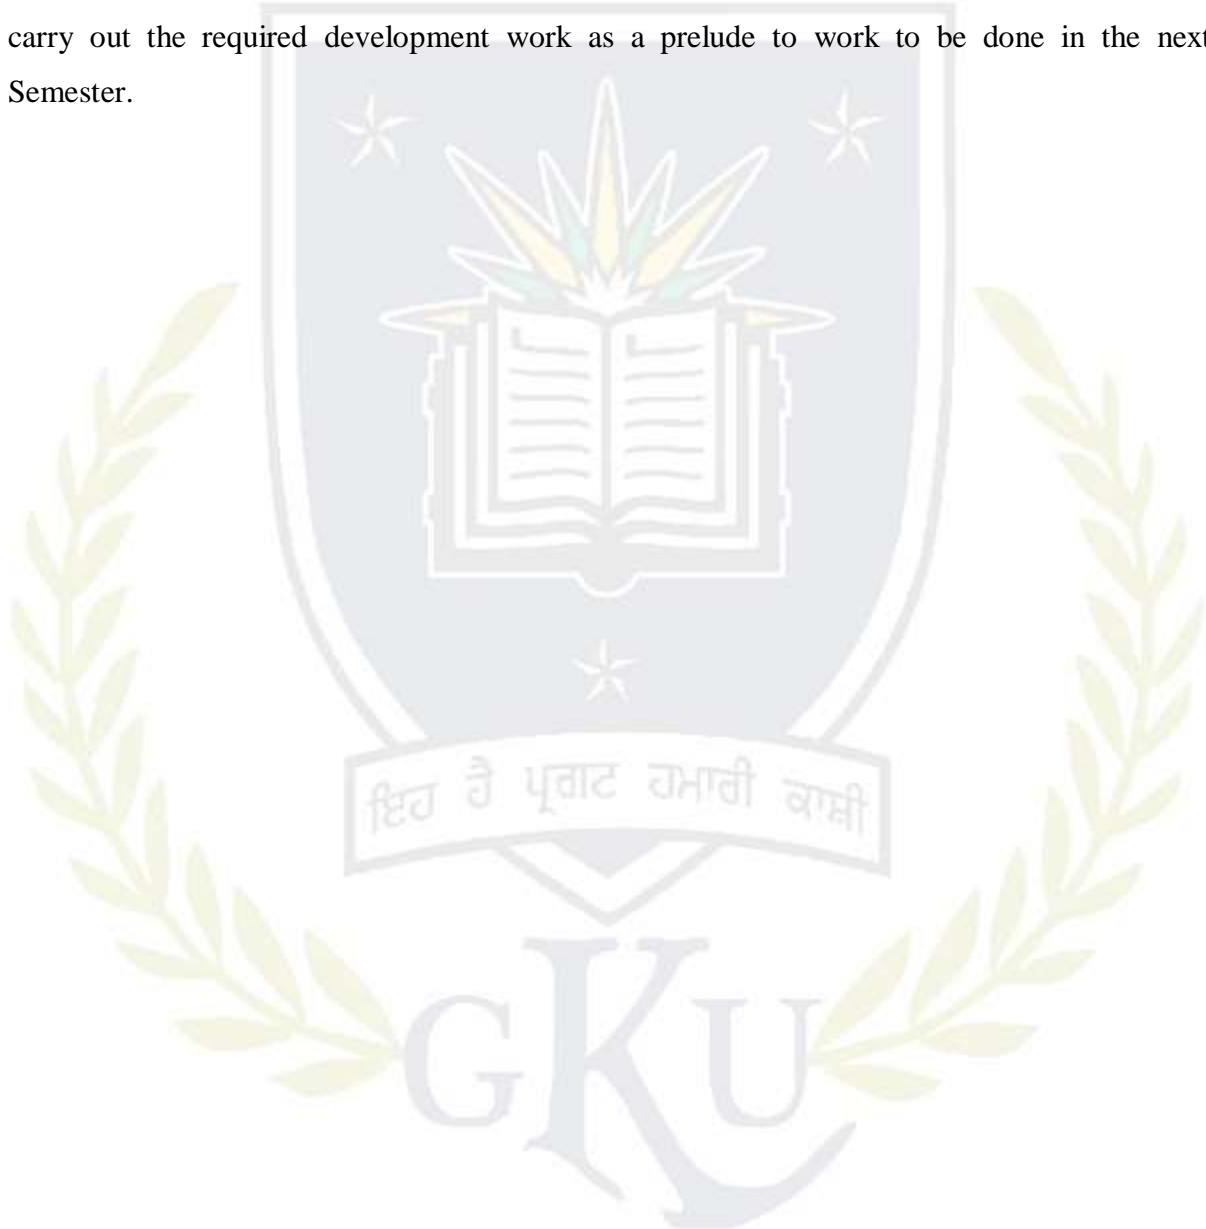 carry out the required development work as a prelude to work to be done in the next
Semester.
ਇਹ ਹੈ ਪ੍ਰਗਟ ਹਮਾਰੀ ਕਾਸ਼ੀ
GKU